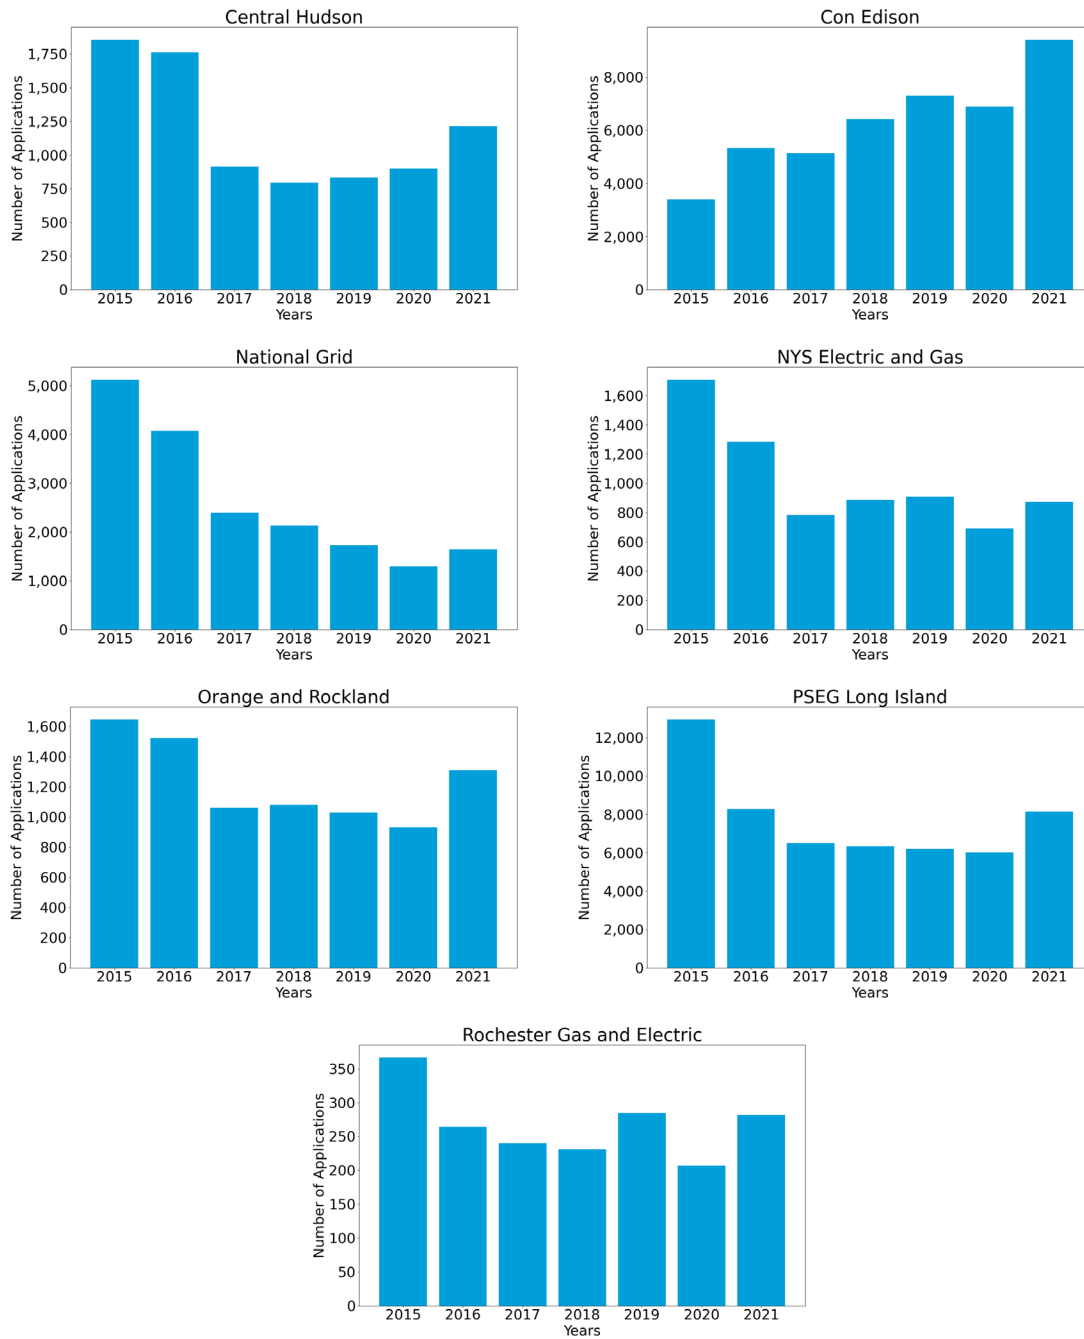 Central Hudson
Number of Applications
1,750
1,500
1,250
1,000
750
500
250
0
2015 2016 2017 2018 2019 2020 2021
Years
Con Edison
Number of Applications
8,000
6,000
4,000
2,000
0
2015 2016 2017 2018 2019 2020 2021
Years
National Grid
Number of Applications
5,000
4,000
3,000
2,000
1,000
0
2015 2016 2017 2018 2019 2020 2021
Years
NYS Electric and Gas
Number of Applications
1,600
1,400
1,200
1,000
800
600
400
200
0
2015 2016 2017 2018 2019 2020 2021
Years
Orange and Rockland
Number of Applications
1,600
1,400
1,200
1,000
800
600
400
200
0
2015 2016 2017 2018 2019 2020 2021
Years
PSEG Long Island
Number of Applications
12,000
10,000
8,000
6,000
4,000
2,000
0
2015 2016 2017 2018 2019 2020 2021
Years
Rochester Gas and Electric
Number of Applications
350
300
250
200
150
100
50
0
2015 2016 2017 2018 2019 2020 2021
Years